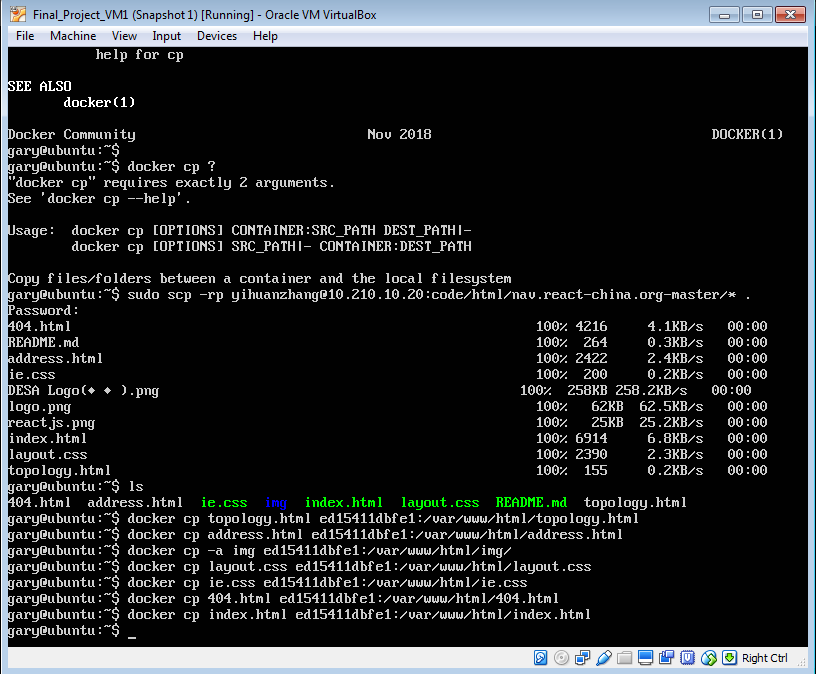 Final_Project_VM1 (Snapshot 1) [Running] - Oracle VM VirtualBox
File Machine View Input Devices Help
help for cp
SEE ALSO
docker(1)
Docker Community Nov 2018 DOCKER(1)
gary@ubuntu:~$
gary@ubuntu:~$ docker cp ?
"docker cp" requires exactly 2 arguments.
See 'docker cp --help'.
Usage:  docker cp [OPTIONS] CONTAINER:SRC_PATH DEST_PATH|-
docker cp [OPTIONS] SRC_PATH|- CONTAINER:DEST_PATH
Copy files/folders between a container and the local filesystem
gary@ubuntu:~$ sudo scp -rp yihuanzhang@10.210.10.20:code/html/nav.react-china.org-master/* .
Password:
404.html 100% 4216 4.1KB/s 00:00
README.md 100% 264 0.3KB/s 00:00
address.html 100% 2422 2.4KB/s 00:00
ie.css 100% 200 0.2KB/s 00:00
DESA Logo(♦ ♦ ).png 100% 258KB 258.2KB/s 00:00
logo.png 100% 62KB 62.5KB/s 00:00
reactjs.png 100% 25KB 25.2KB/s 00:00
index.html 100% 6914 6.8KB/s 00:00
layout.css 100% 2390 2.3KB/s 00:00
topology.html 100% 155 0.2KB/s 00:00
gary@ubuntu:~$ ls
404.html address.html ie.css img index.html layout.css README.md topology.html
gary@ubuntu:~$ docker cp topology.html ed15411dbfe1:/var/www/html/topology.html
gary@ubuntu:~$ docker cp address.html ed15411dbfe1:/var/www/html/address.html
gary@ubuntu:~$ docker cp -a img ed15411dbfe1:/var/www/html/img/
gary@ubuntu:~$ docker cp layout.css ed15411dbfe1:/var/www/html/layout.css
gary@ubuntu:~$ docker cp ie.css ed15411dbfe1:/var/www/html/ie.css
gary@ubuntu:~$ docker cp 404.html ed15411dbfe1:/var/www/html/404.html
gary@ubuntu:~$ docker cp index.html ed15411dbfe1:/var/www/html/index.html
gary@ubuntu:~$ _
Right Ctrl